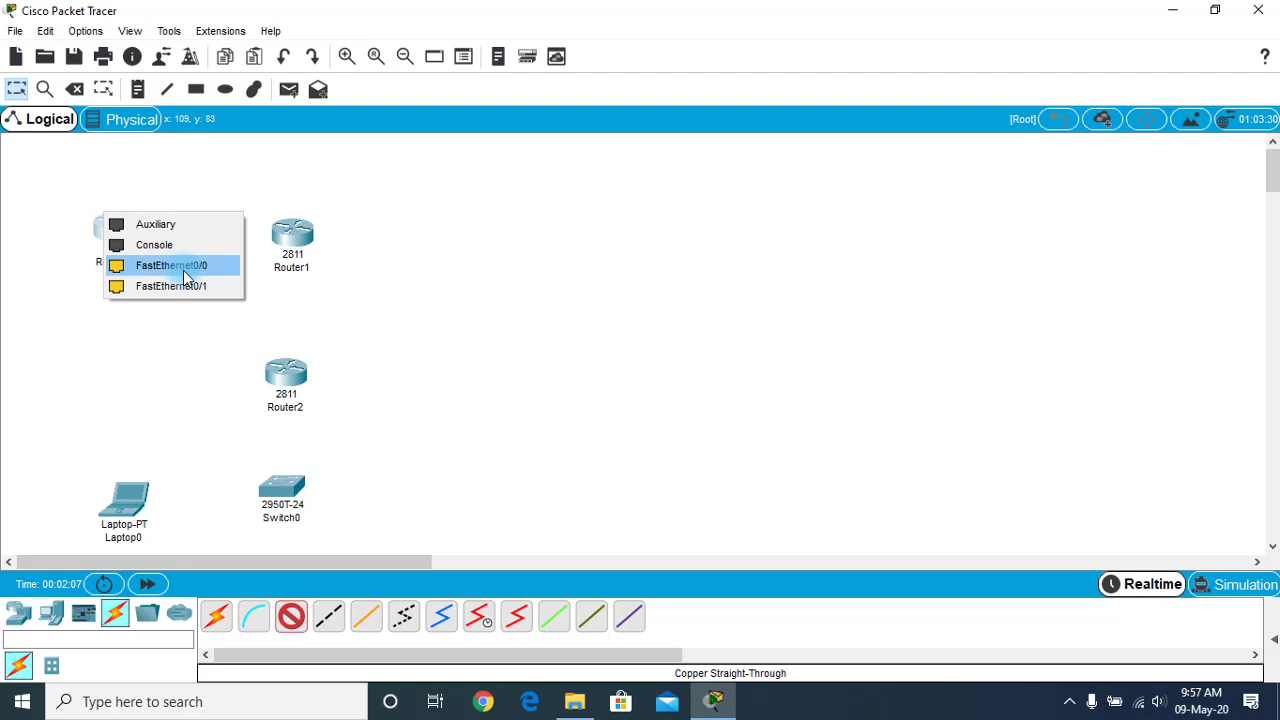 Cisco Packet Tracer
File Edit Options View Tools Extensions Help
?
Logical Physical x: 109, y: 83 [Root] 01:03:30
Auxiliary
Console
FastEthernet0/0
FastEthernet0/1
R
2811
Router1
2811
Router2
2950T-24
Switch0
Laptop-PT
Laptop0
Time: 00:02:07 Realtime Simulation
Copper Straight-Through
Type here to search
9:57 AM
09-May-20